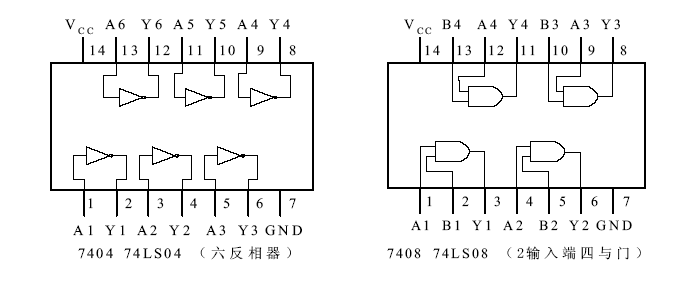 VCC A6 Y6 A5 Y5 A4 Y4
14 13 12 11 10 9 8
1 2 3 4 5 6 7
A1 Y1 A2 Y2 A3 Y3 GND
7404 74LS04 （六反相器）
VCC B4 A4 Y4 B3 A3 Y3
14 13 12 11 10 9 8
1 2 3 4 5 6 7
A1 B1 Y1 A2 B2 Y2 GND
7408 74LS08 （2输入端四与门）